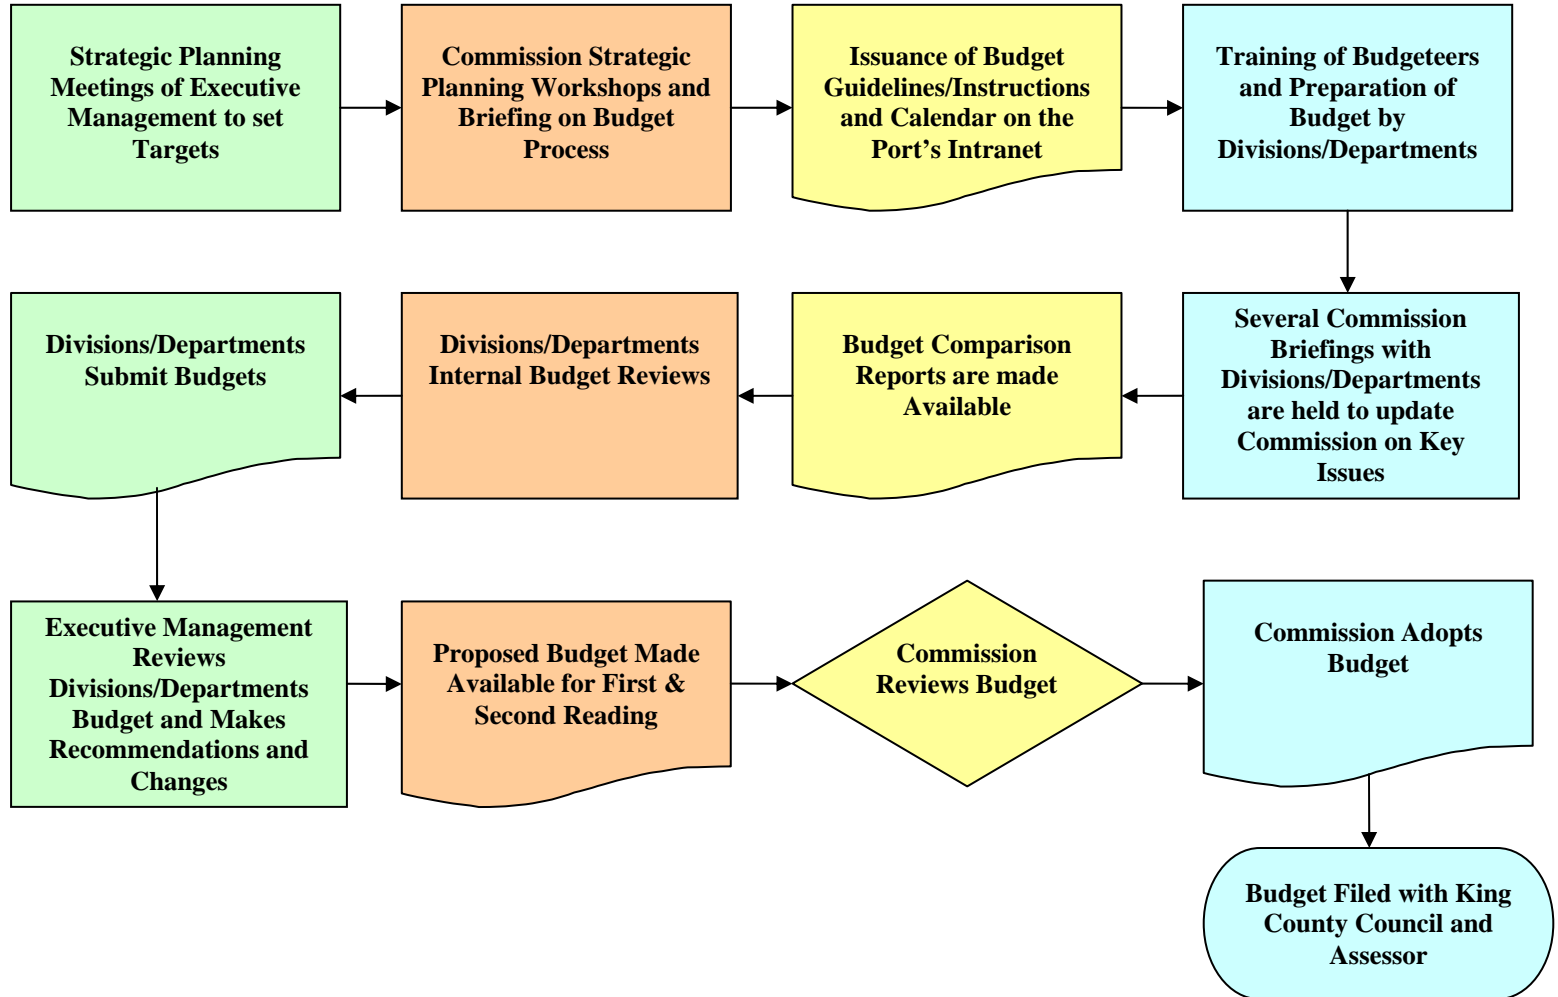 Strategic Planning
Meetings of Executive
Management to set
Targets
Commission Strategic
Planning Workshops and
Briefing on Budget
Process
Issuance of Budget
Guidelines/Instructions
and Calendar on the
Port’s Intranet
Training of Budgeteers
and Preparation of
Budget by
Divisions/Departments
Several Commission
Briefings with
Divisions/Departments
are held to update
Commission on Key
Issues
Budget Comparison
Reports are made
Available
Divisions/Departments
Internal Budget Reviews
Divisions/Departments
Submit Budgets
Executive Management
Reviews
Divisions/Departments
Budget and Makes
Recommendations and
Changes
Proposed Budget Made
Available for First &
Second Reading
Commission
Reviews Budget
Commission Adopts
Budget
Budget Filed with King
County Council and
Assessor